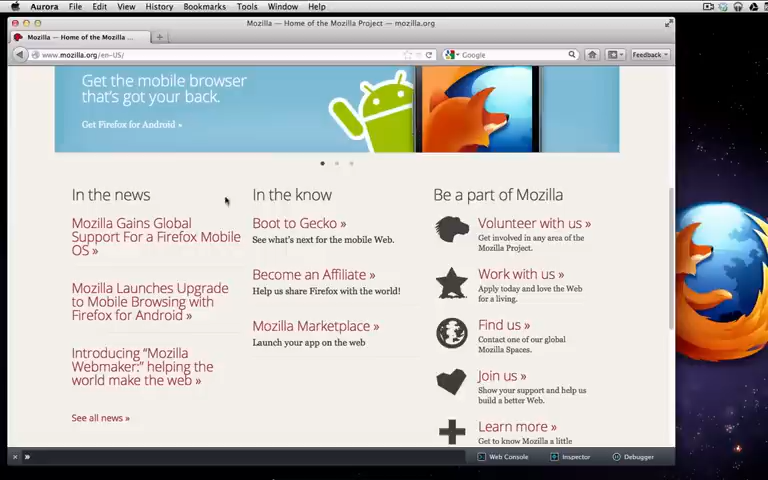 Aurora File Edit View History Bookmarks Tools Window Help
Mozilla — Home of the Mozilla Project — mozilla.org
Mozilla — Home of the Mozilla Project — ...
www.mozilla.org/en-US/
Google
Feedback
Get the mobile browser
that's got your back.
Get Firefox for Android »
In the news
Mozilla Gains Global
Support For a Firefox Mobile
OS »
Mozilla Launches Upgrade
to Mobile Browsing with
Firefox for Android »
Introducing “Mozilla
Webmaker:” helping the
world make the web »
See all news »
In the know
Boot to Gecko »
See what's next for the mobile Web.
Become an Affiliate »
Help us share Firefox with the world!
Mozilla Marketplace »
Launch your app on the web
Be a part of Mozilla
Volunteer with us »
Get involved in any area of the
Mozilla Project.
Work with us »
Apply today and love the Web
for a living.
Find us »
Contact one of our global
Mozilla Spaces.
Join us »
Show your support and help us
build a better Web.
Learn more »
Get to know Mozilla a little
» Web Console Inspector Debugger